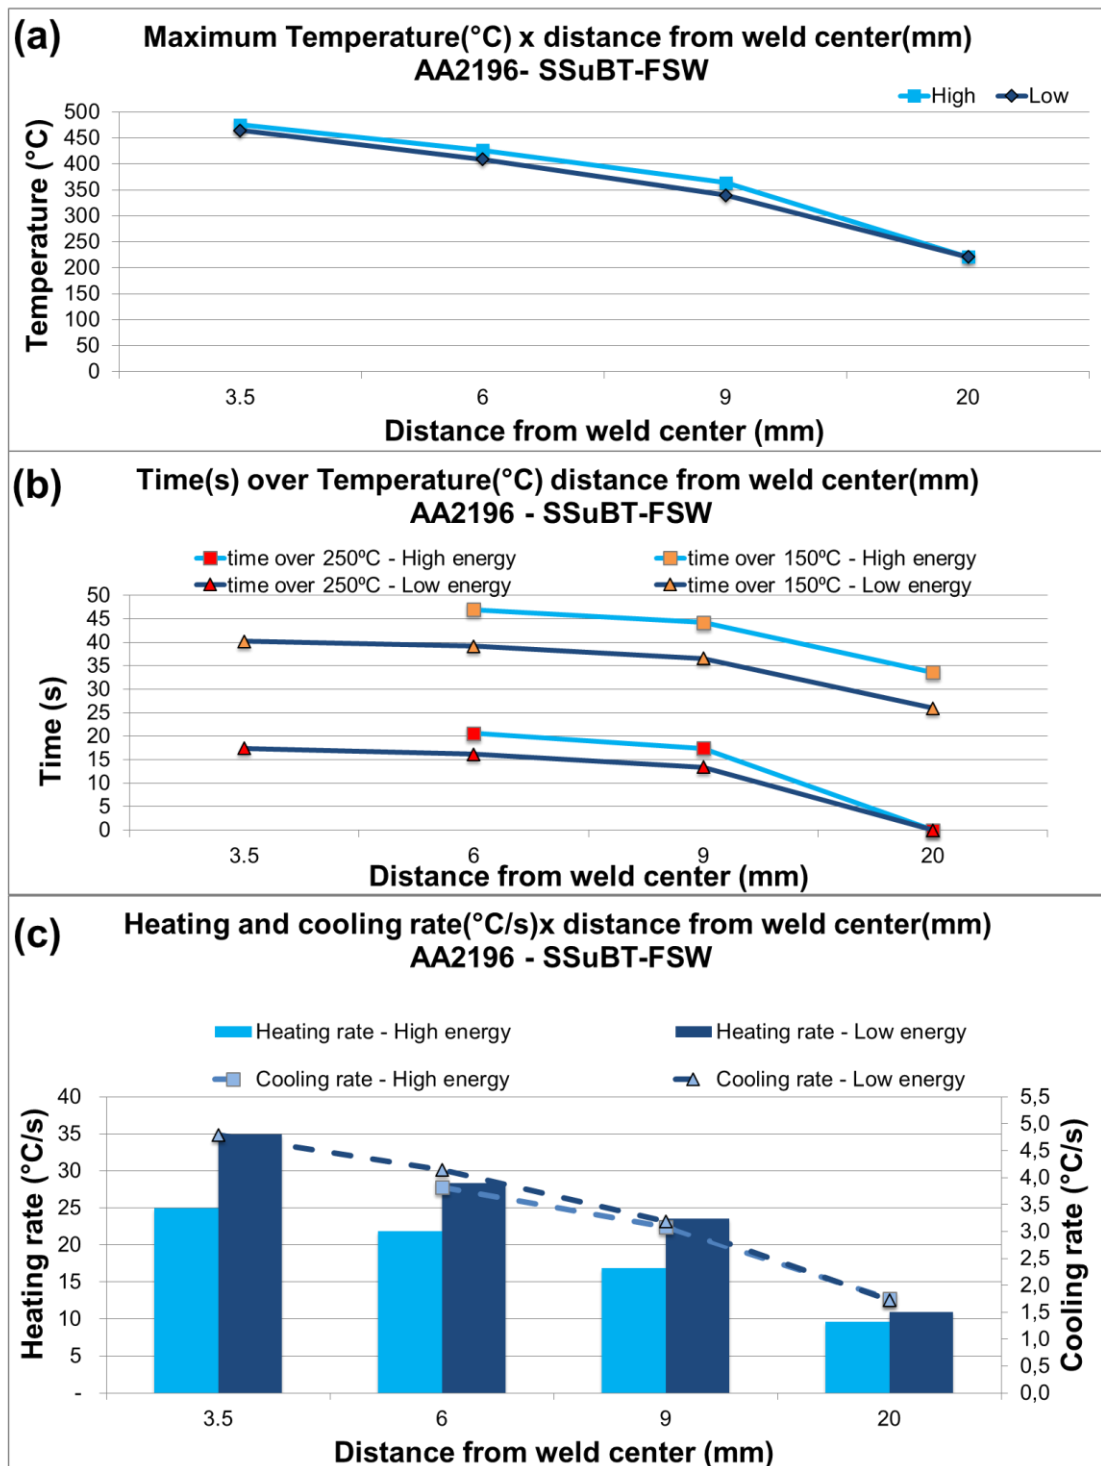 (a)
Maximum Temperature(°C) x distance from weld center(mm)
AA2196- SSuBT-FSW
High Low
Temperature (°C)
500
450
400
350
300
250
200
150
100
50
0
3.5 6 9 20
Distance from weld center (mm)
(b)
Time(s) over Temperature(°C) distance from weld center(mm)
AA2196 - SSuBT-FSW
time over 250ºC - High energy time over 150ºC - High energy
time over 250ºC - Low energy time over 150ºC - Low energy
Time (s)
50
45
40
35
30
25
20
15
10
5
0
3.5 6 9 20
Distance from weld center (mm)
(c)
Heating and cooling rate(°C/s)x distance from weld center(mm)
AA2196 - SSuBT-FSW
Heating rate - High energy Heating rate - Low energy
Cooling rate - High energy Cooling rate - Low energy
Heating rate (°C/s)
40
35
30
25
20
15
10
5
-
5,5
5,0
4,5
4,0
3,5
3,0
2,5
2,0
1,5
1,0
0,5
0,0
Cooling rate (°C/s)
3.5 6 9 20
Distance from weld center (mm)